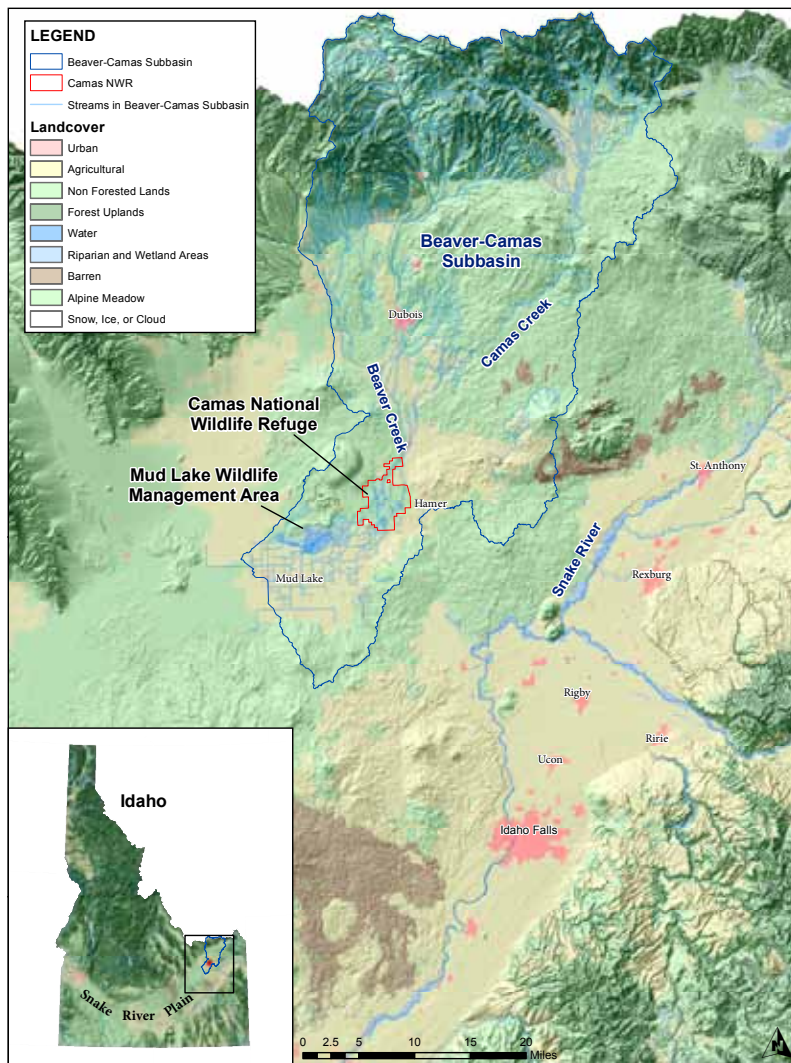 LEGEND
Beaver-Camas Subbasin
Camas NWR
Streams in Beaver-Camas Subbasin
Landcover
Urban
Agricultural
Non Forested Lands
Forest Uplands
Water
Riparian and Wetland Areas
Barren
Alpine Meadow
Snow, Ice, or Cloud
Beaver-Camas
Subbasin
Dubois
Camas Creek
Beaver Creek
Camas National
Wildlife Refuge
Mud Lake Wildlife
Management Area
Hamer
St. Anthony
Snake River
Mud Lake
Rexburg
Rigby
Ririe
Ucon
Idaho Falls
Idaho
Snake River Plain
0 2.5 5 10 15 20
Miles
N